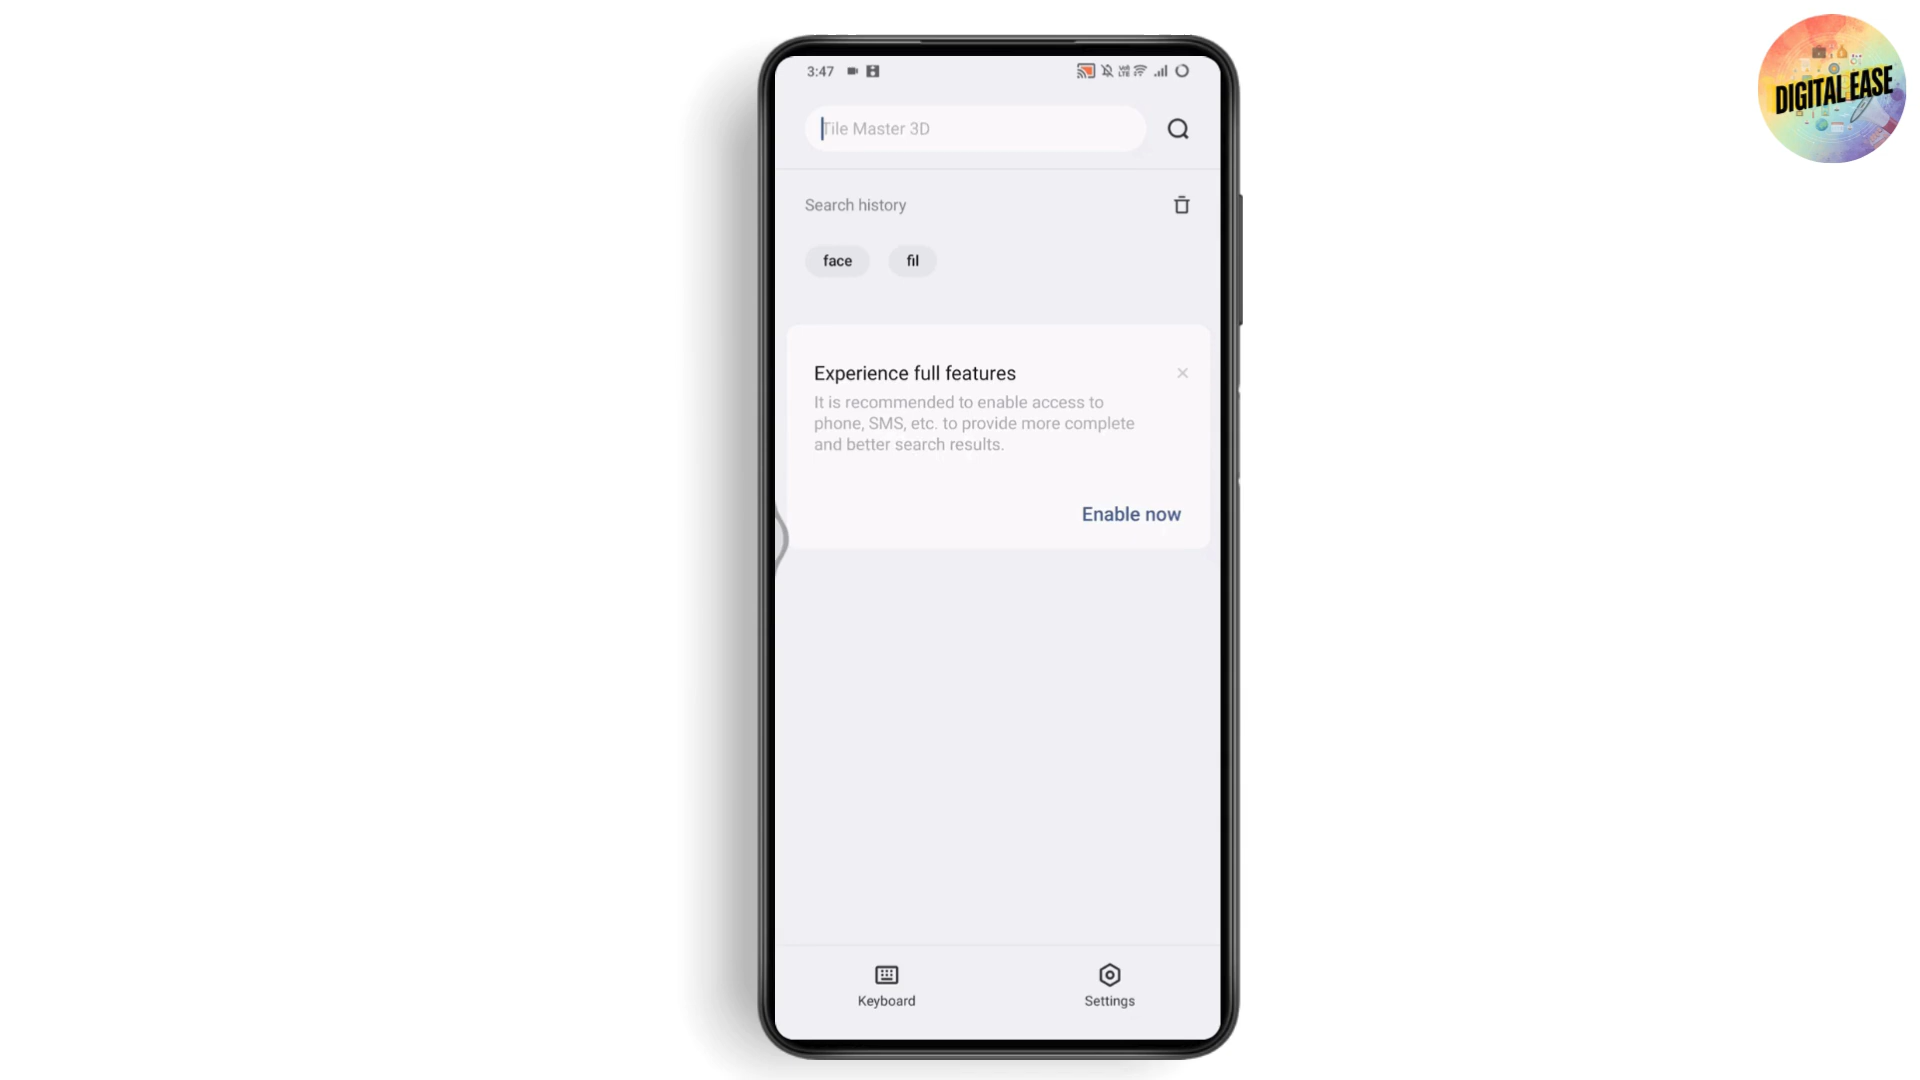 3:47
Tile Master 3D
Search history
face fil
Experience full features
It is recommended to enable access to
phone, SMS, etc. to provide more complete
and better search results.
Enable now
Keyboard Settings
DIGITAL EASE